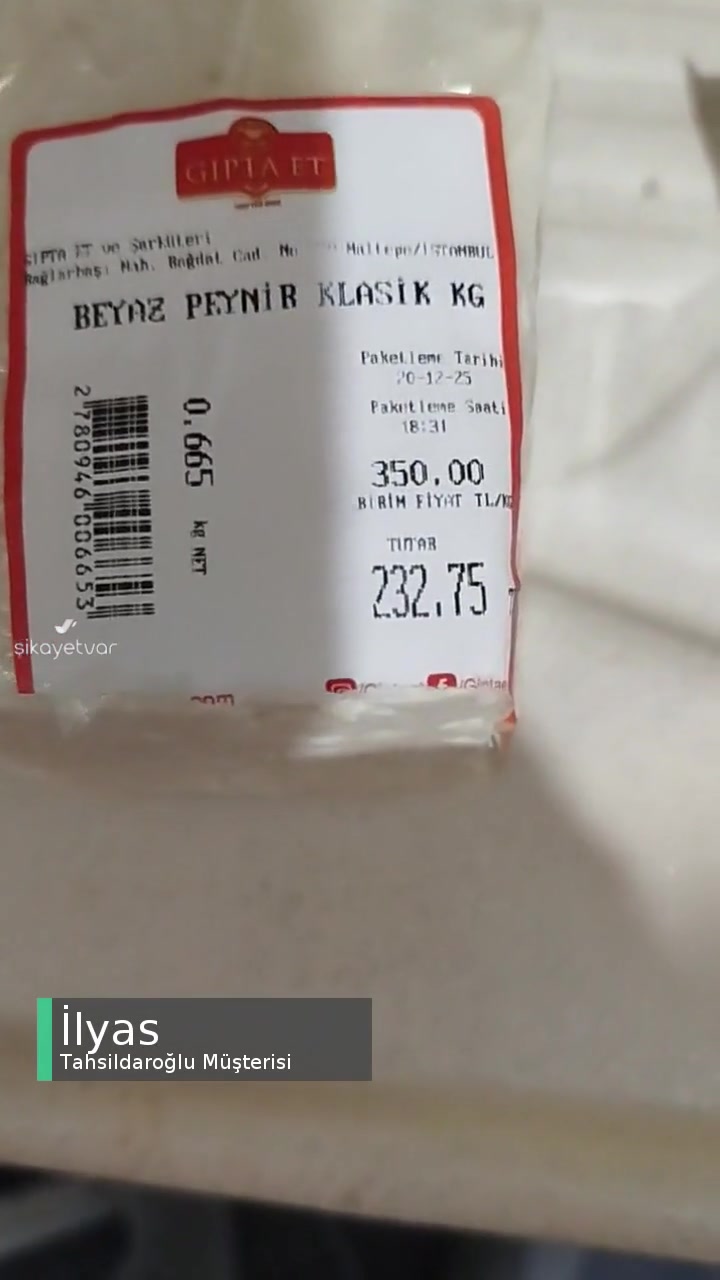 GIPTA ET
GIPTA ET ve Şarküteri
Bağlarbaşı Mah. Bağdat Cad. No Maltepe/İSTANBUL
BEYAZ PEYNİR KLASİK KG
Paketleme Tarihi
20-12-25
Paketleme Saati
18:31
350.00
BİRİM FİYAT TL/KG
TUTAR
232.75
0.665 kg NET
2780946006653
şikayetvar
com
İlyas
Tahsildaroğlu Müşterisi